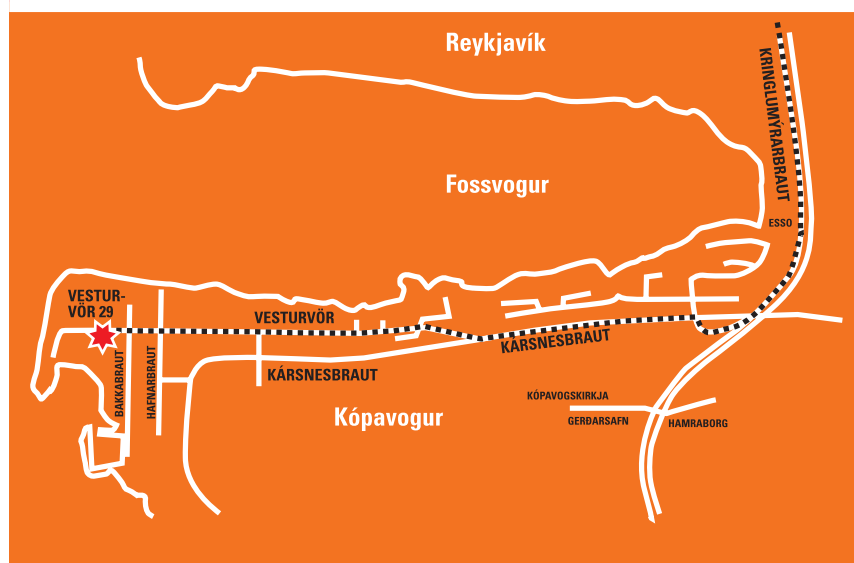 Reykjavík
KRINGLUMÝRARBRAUT
Fossvogur
ESSO
VESTUR-
VÖR 29
VESTURVÖR
KÁRSNESBRAUT
BAKKABRAUT
HAFNARBRAUT
KÁRSNESBRAUT
KÓPAVOGSKIRKJA
Kópavogur
GERÐARSAFN
HAMRABORG